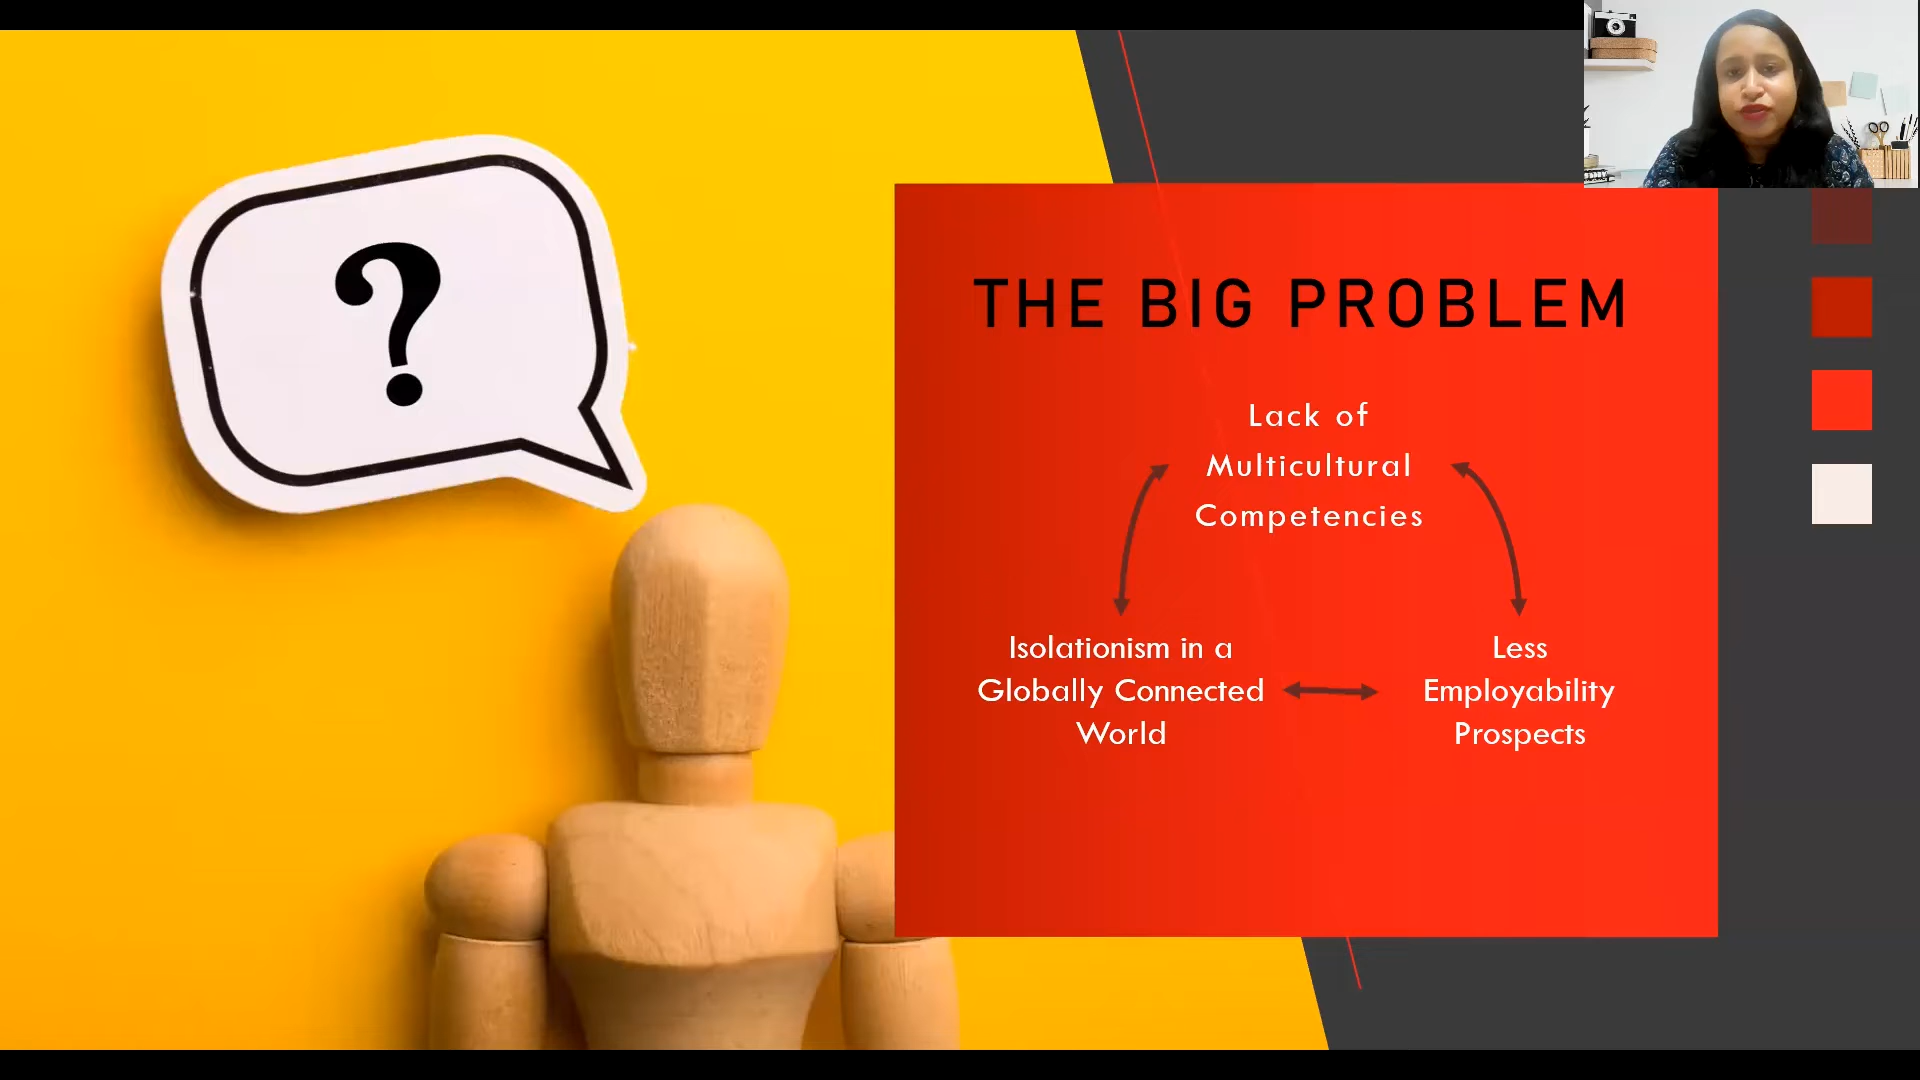 ?
THE BIG PROBLEM
Lack of
Multicultural
Competencies
Isolationism in a
Globally Connected
World
Less
Employability
Prospects